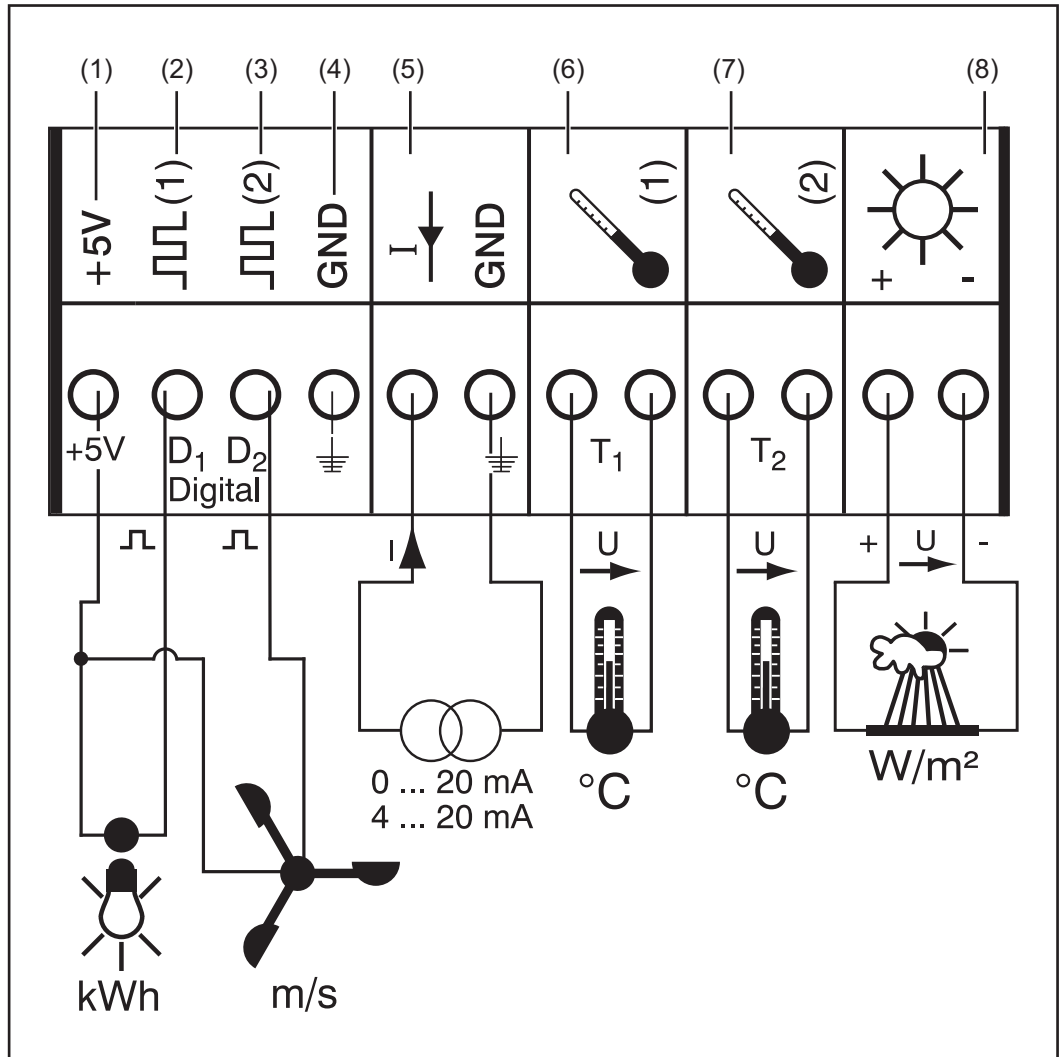 (1) (2) (3) (4) (5) (6) (7) (8)
+5V (1) (2) GND I GND (1) (2) + -
+5V D₁ D₂ T₁ T₂
Digital
I U U + U -
0 ... 20 mA
4 ... 20 mA
°C °C W/m²
kWh m/s